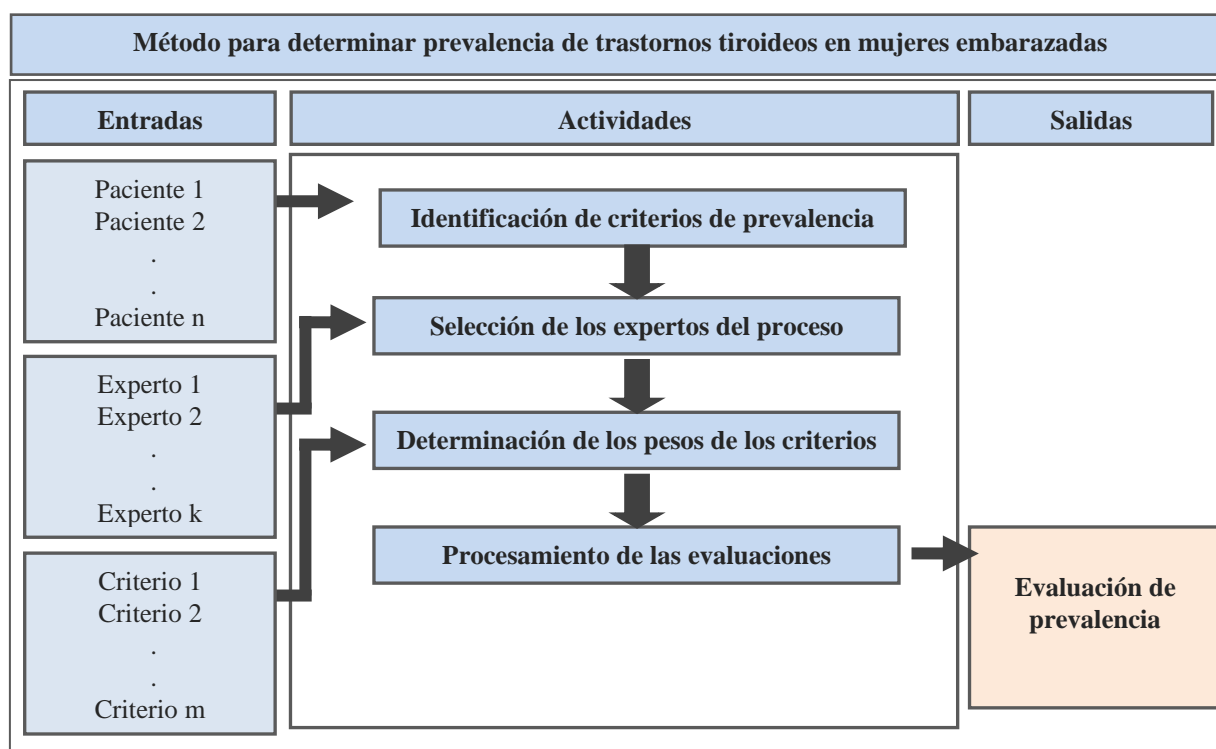 Método para determinar prevalencia de trastornos tiroideos en mujeres embarazadas
Entradas
Actividades
Salidas
Paciente 1
Paciente 2
.
.
Paciente n
Experto 1
Experto 2
.
.
Experto k
Criterio 1
Criterio 2
.
.
Criterio m
Identificación de criterios de prevalencia
Selección de los expertos del proceso
Determinación de los pesos de los criterios
Procesamiento de las evaluaciones
Evaluación de
prevalencia